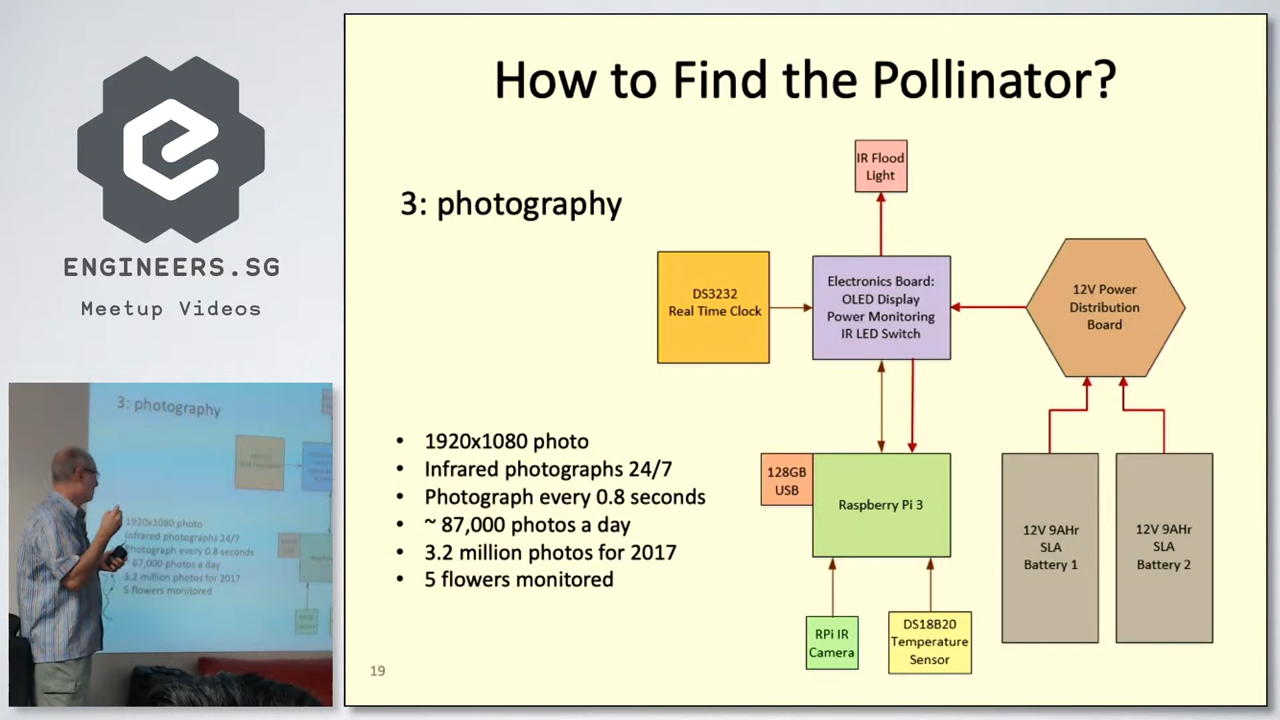 ENGINEERS.SG
Meetup Videos
How to Find the Pollinator?
3: photography
IR Flood
Light
DS3232
Real Time Clock
Electronics Board:
OLED Display
Power Monitoring
IR LED Switch
12V Power
Distribution
Board
• 1920x1080 photo
• Infrared photographs 24/7
• Photograph every 0.8 seconds
• ~ 87,000 photos a day
• 3.2 million photos for 2017
• 5 flowers monitored
128GB
USB
Raspberry Pi 3
12V 9AHr
SLA
Battery 1
12V 9AHr
SLA
Battery 2
RPi IR
Camera
DS18B20
Temperature
Sensor
19
3: photography
1920x1080 photo
Infrared photographs 24/7
Photograph every 0.8 seconds
87,000 photos a day
3.2 million photos for 2017
5 flowers monitored